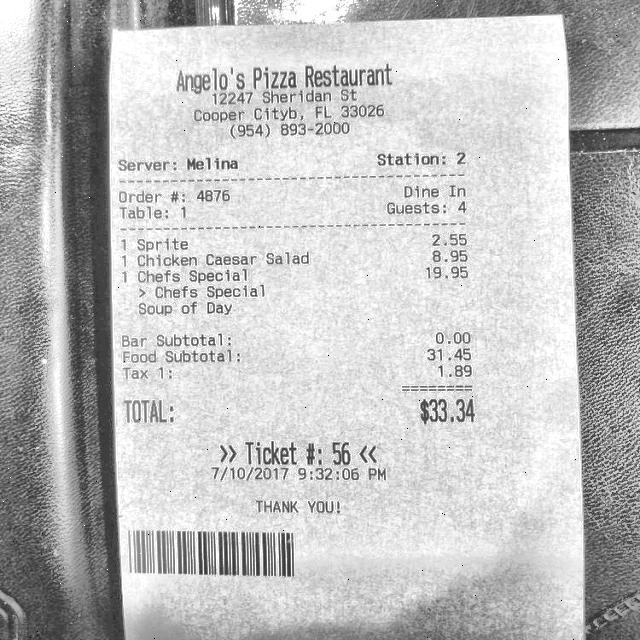 Angelo's Pizza Restaurant
12247 Sheridan St
Cooper Cityb, FL 33026
(954) 893-2000
Server: Melina Station: 2
Order #: 4876 Dine In
Table: 1 Guests: 4
1 Sprite 2.55
1 Chicken Caesar Salad 8.95
1 Chefs Special 19.95
> Chefs Special
Soup of Day
Bar Subtotal: 0.00
Food Subtotal: 31.45
Tax 1: 1.89
========
TOTAL: $33.34
>> Ticket #: 56 <<
7/10/2017 9:32:06 PM
THANK YOU!